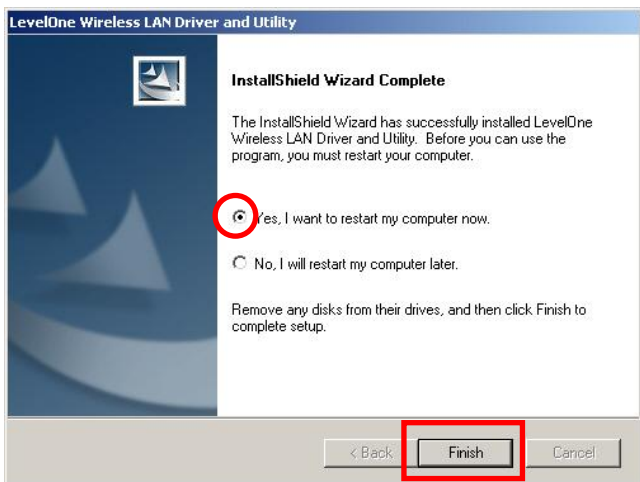 LevelOne Wireless LAN Driver and Utility
InstallShield Wizard Complete
The InstallShield Wizard has successfully installed LevelOne
Wireless LAN Driver and Utility. Before you can use the
program, you must restart your computer.
Yes, I want to restart my computer now.
No, I will restart my computer later.
Remove any disks from their drives, and then click Finish to
complete setup.
< Back Finish Cancel